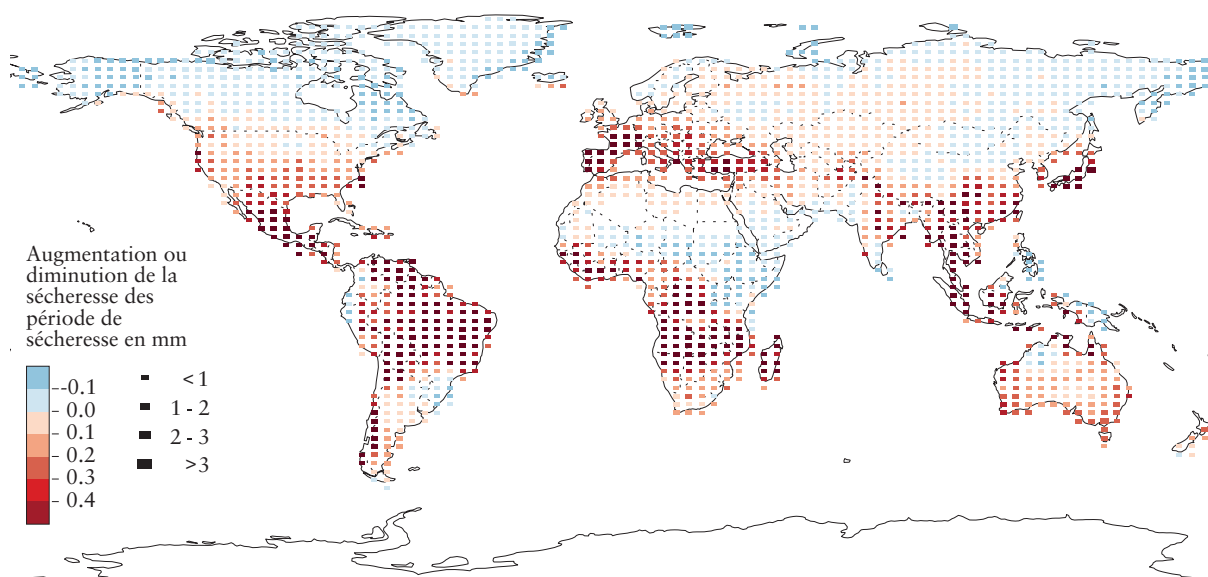 Augmentation ou
diminution de la
sécheresse des
période de
sécheresse en mm
-0.1
0.0
0.1
0.2
0.3
0.4
<1
1 - 2
2 - 3
>3